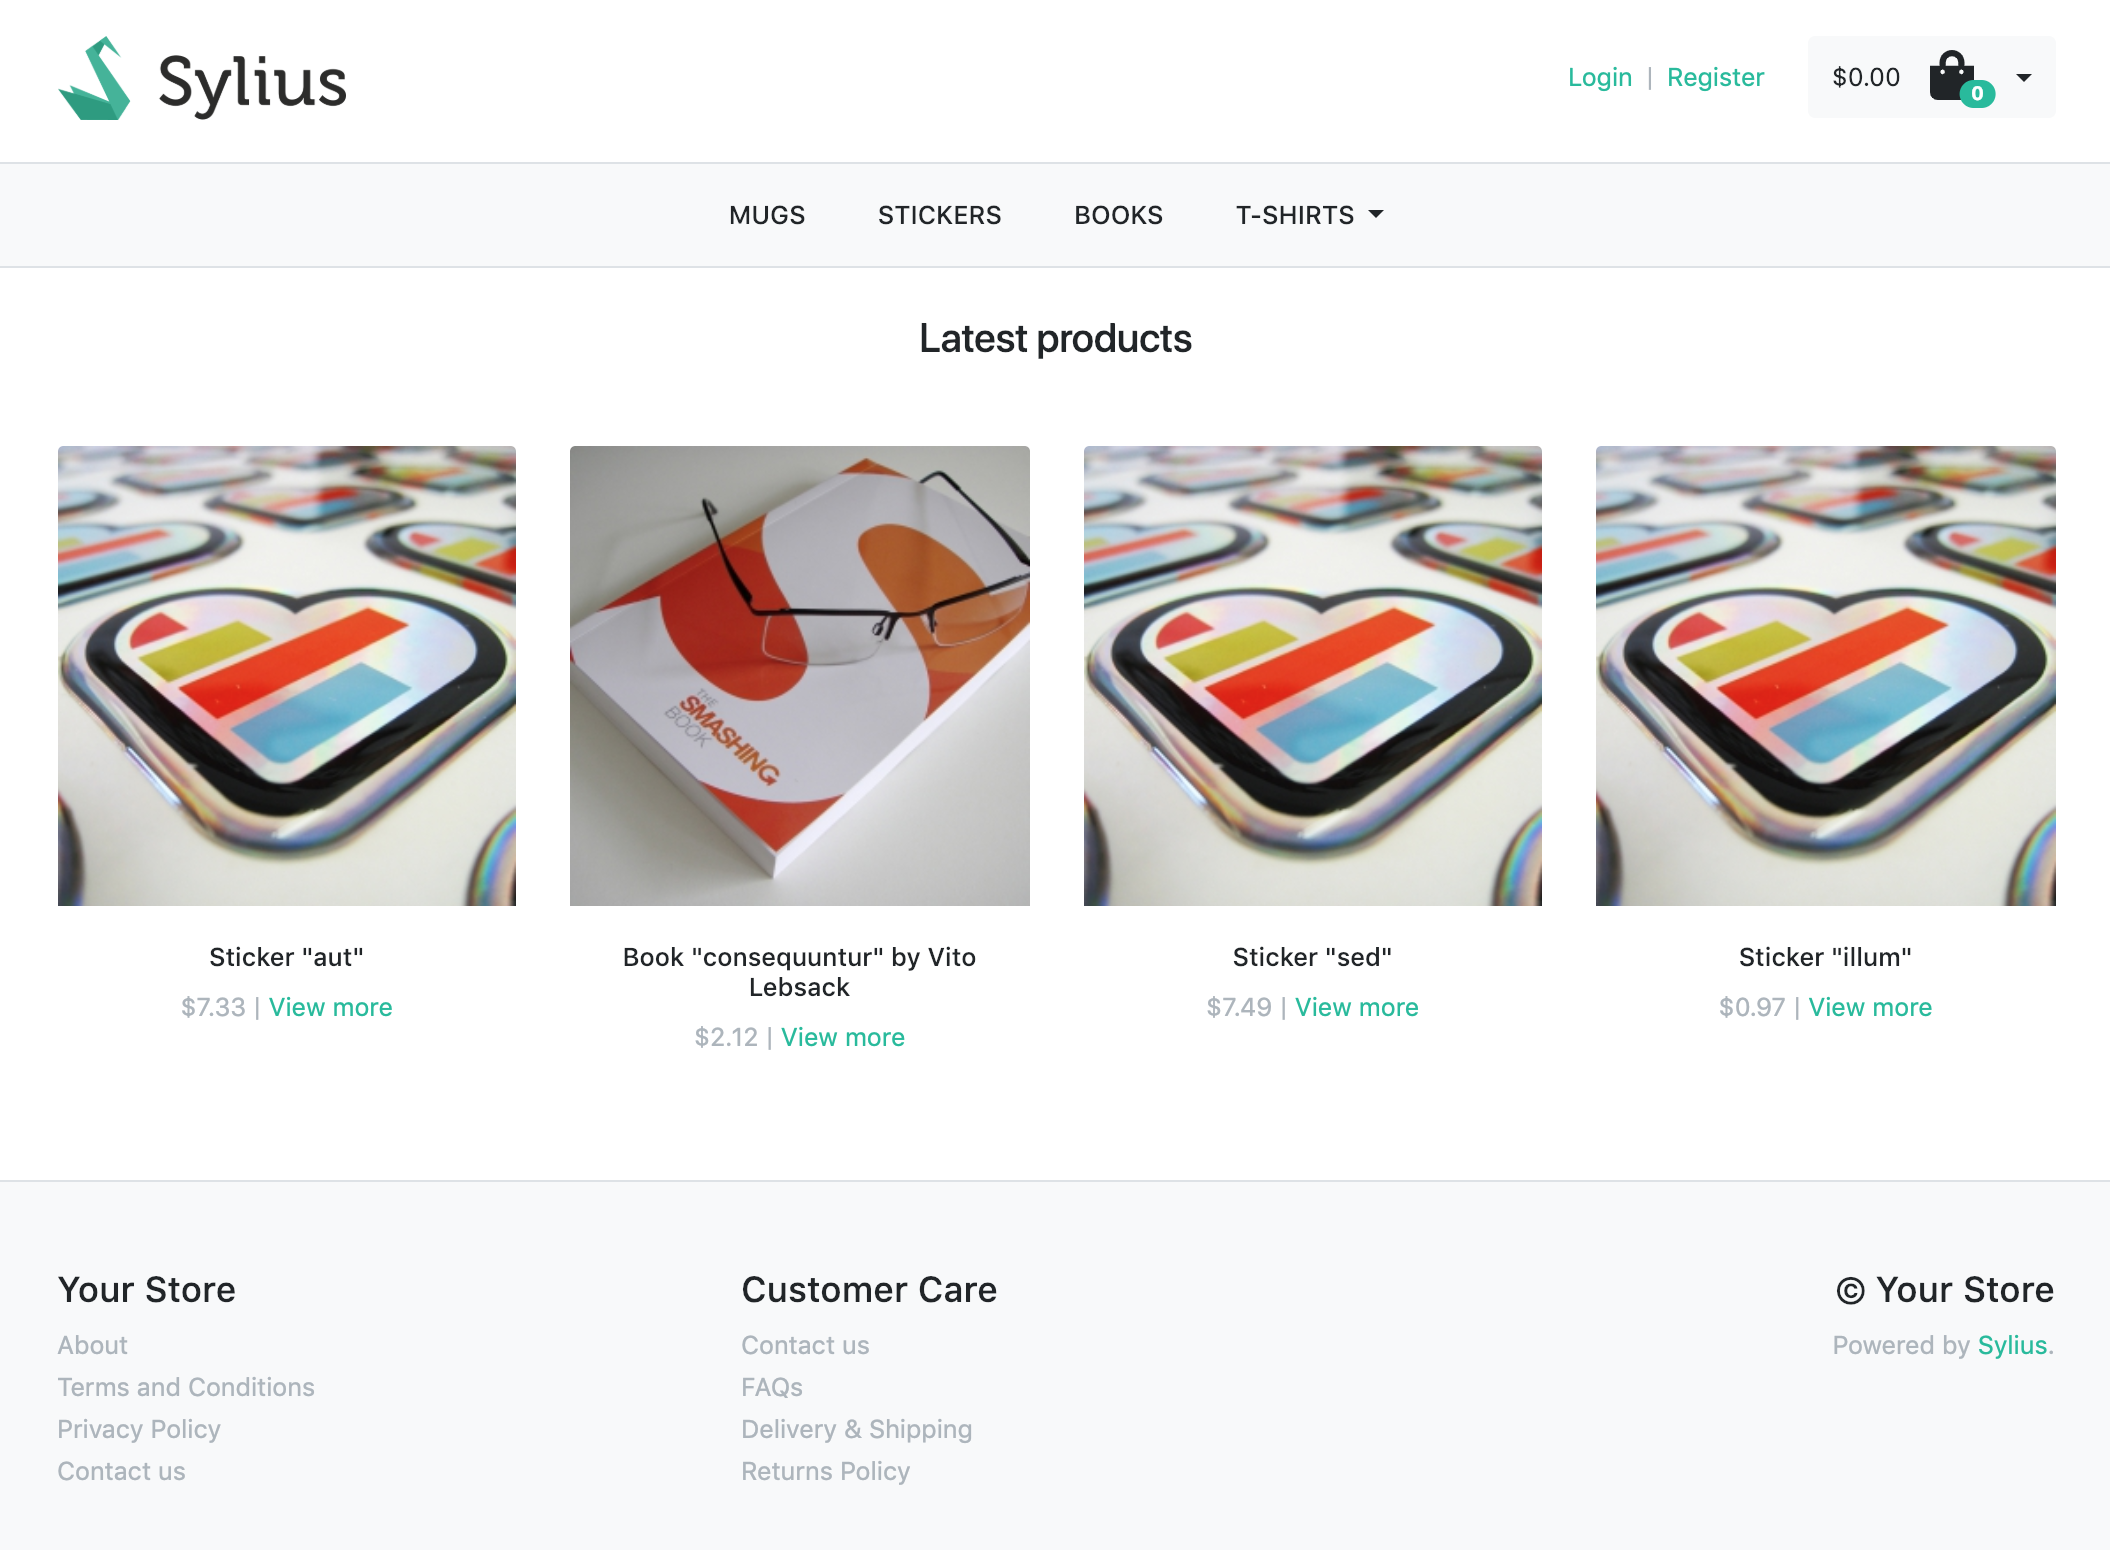 Sylius
Login | Register
$0.00
0
MUGS STICKERS BOOKS T-SHIRTS
Latest products
THE
SMASHING
BOOK
Sticker "aut"
$7.33 | View more
Book "consequuntur" by Vito
Lebsack
$2.12 | View more
Sticker "sed"
$7.49 | View more
Sticker "illum"
$0.97 | View more
Your Store
About
Terms and Conditions
Privacy Policy
Contact us
Customer Care
Contact us
FAQs
Delivery & Shipping
Returns Policy
© Your Store
Powered by Sylius.